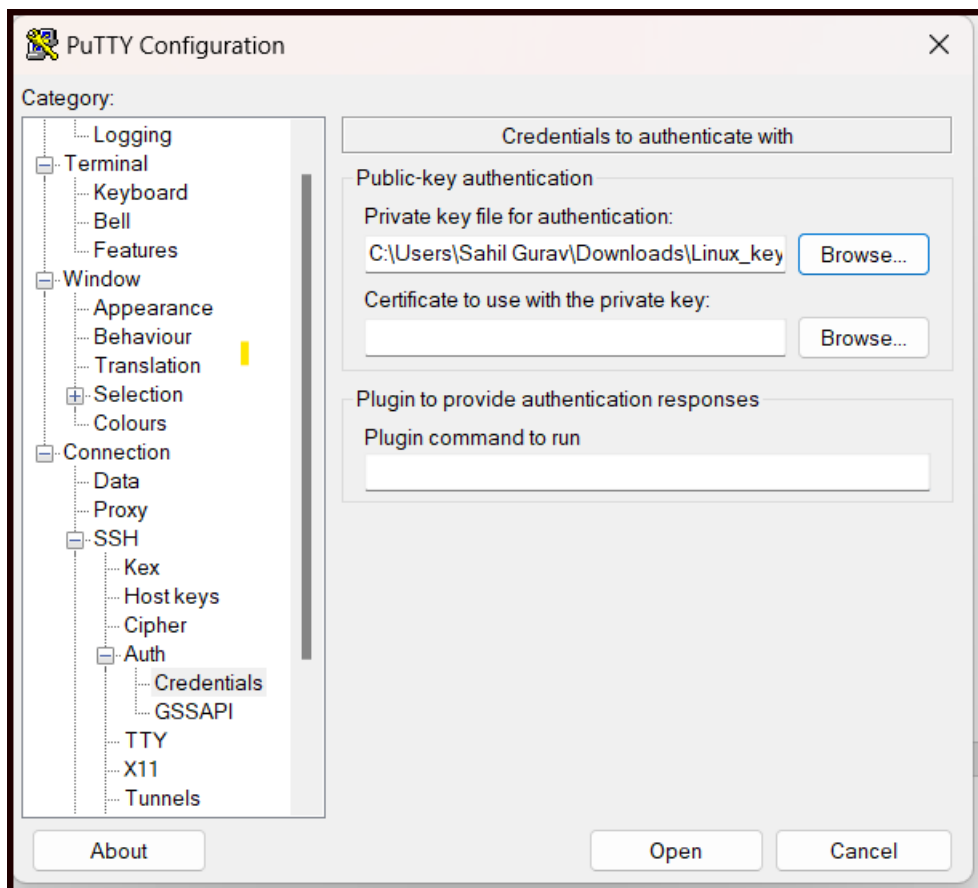 PuTTY Configuration
Category:
Logging
Terminal
Keyboard
Bell
Features
Window
Appearance
Behaviour
Translation
Selection
Colours
Connection
Data
Proxy
SSH
Kex
Host keys
Cipher
Auth
Credentials
GSSAPI
TTY
X11
Tunnels
Credentials to authenticate with
Public-key authentication
Private key file for authentication:
C:\Users\Sahil Gurav\Downloads\Linux_key
Browse...
Certificate to use with the private key:
Browse...
Plugin to provide authentication responses
Plugin command to run
About
Open
Cancel